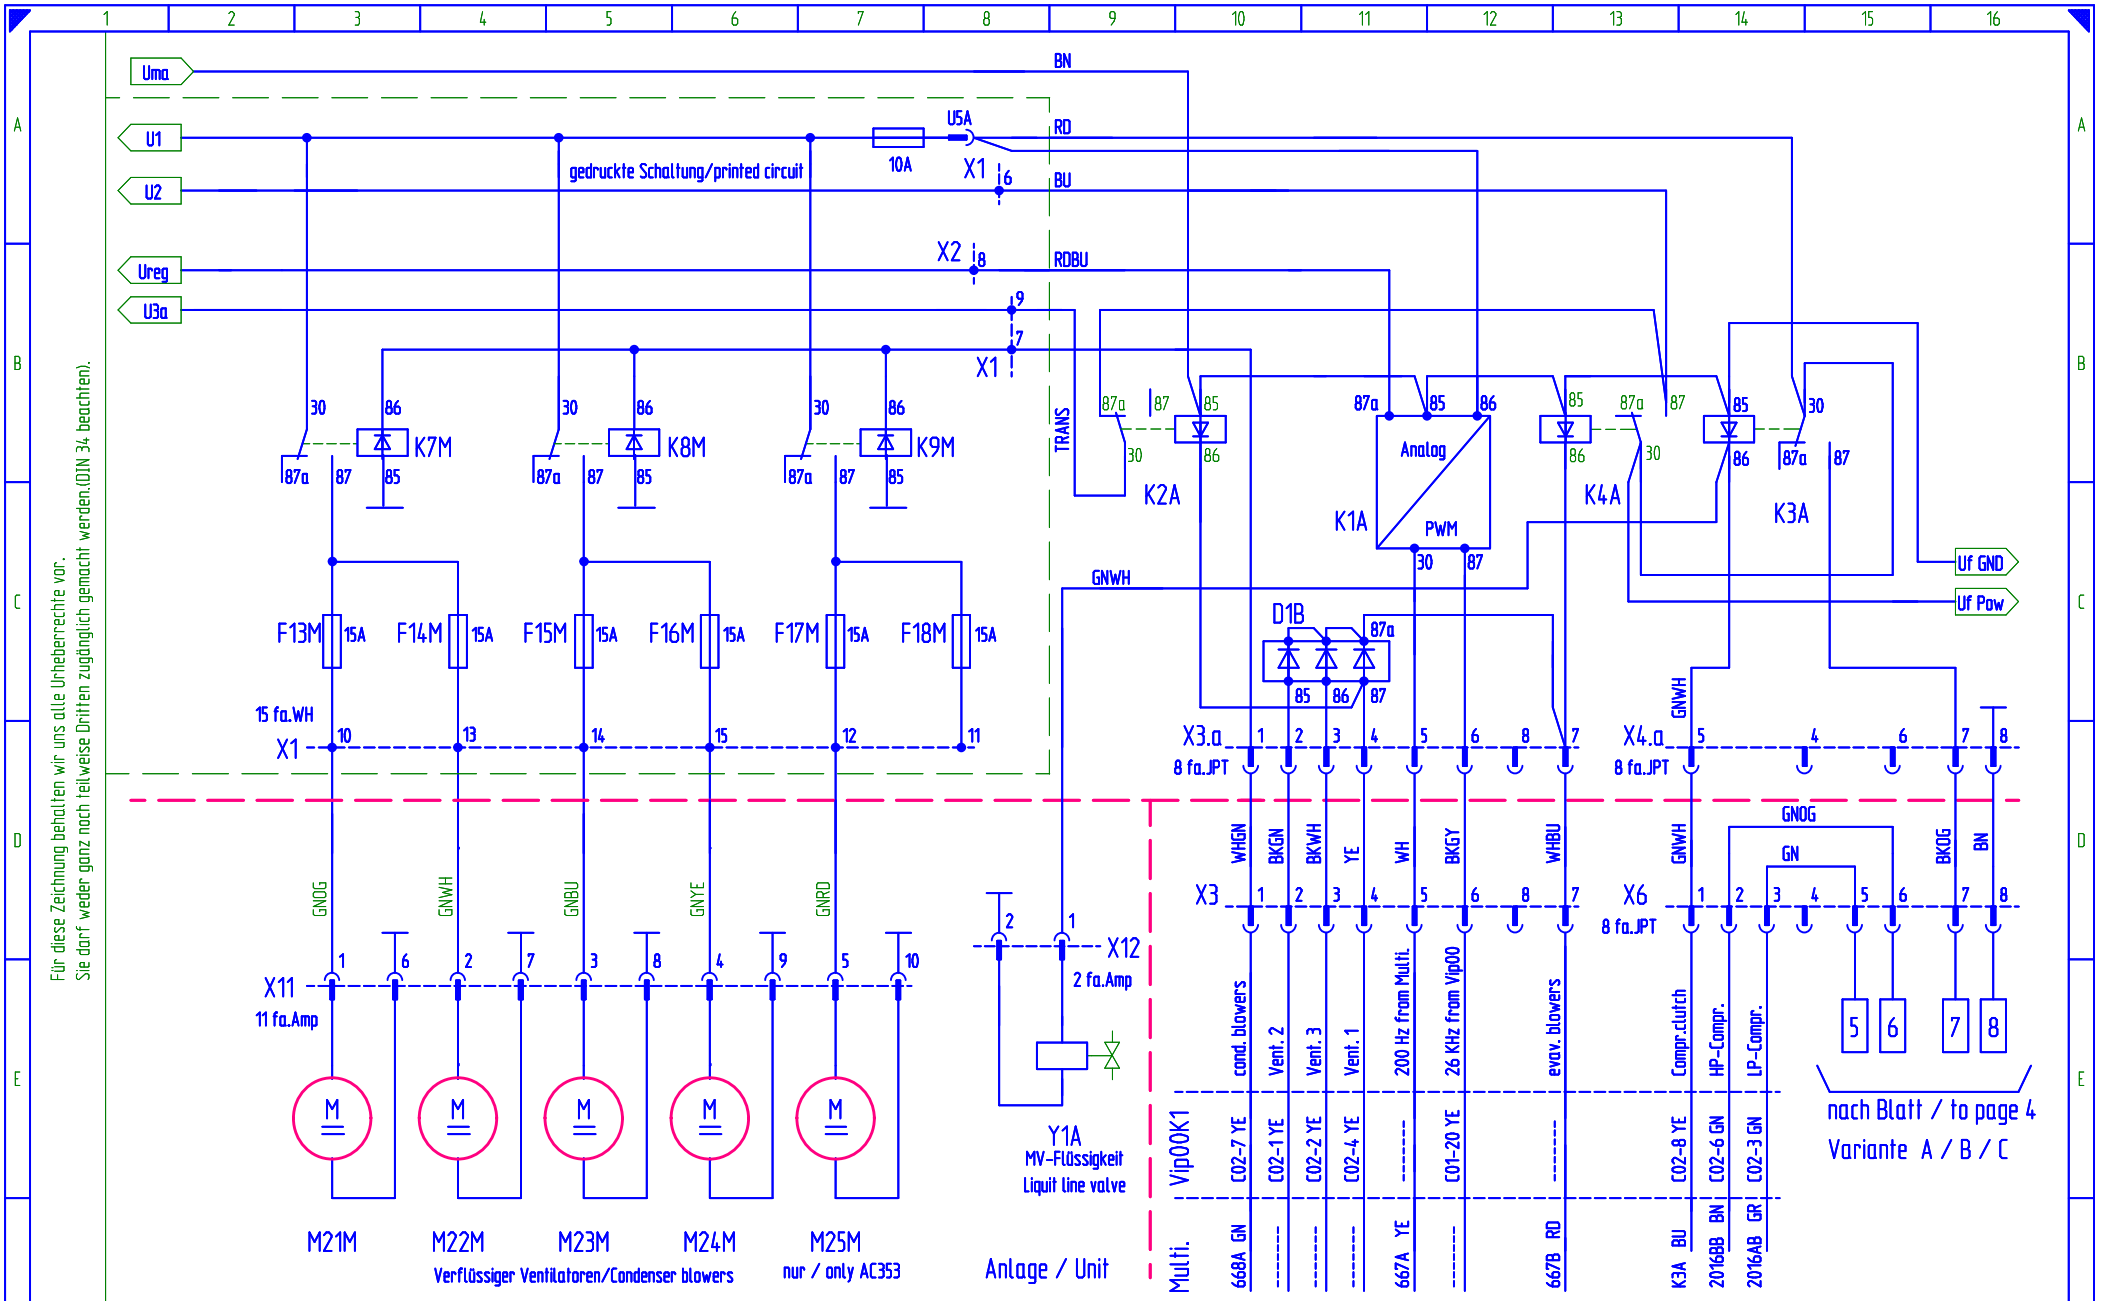 1 2 3 4 5 6 7 8 9 10 11 12 13 14 15 16
Uma
BN
A
A
U1
U5A
RD
10A
gedruckte Schaltung/printed circuit
X1
6
U2
BU
X2
8
Ureg
RDBU
9
U3a
7
X1
B
B
30 86 30 86 30 86
K7M K8M K9M
87a 87 85 87a 87 85 87a 87 85
TRANS
87a 87 85
30 86
K2A
87a 85 86
Analog
PWM
K1A
30 87
85 87a 87
86 30
K4A
85 30
86 87a 87
K3A
Uf GND
Uf Pow
C
C
GNWH
D1B
87a
85 86 87
F13M 15A F14M 15A F15M 15A F16M 15A F17M 15A F18M 15A
15 fa.WH
X1
10 13 14 15 12 11
X3.a
8 fa.JPT
1 2 3 4 5 6 8 7
GNWH
X4.a
8 fa.JPT
5 4 6 7 8
D
D
GNOG
GN
WHGN BKGN BKWH YE WH BKGY WHBU GNWH BKOG BN
GNOG GNWH GNBU GNYE GNRD
X3
1 2 3 4 5 6 8 7
X6
8 fa.JPT
1 2 3 4 5 6 7 8
X11
11 fa.Amp
1 6 2 7 3 8 4 9 5 10
2 1
X12
2 fa.Amp
E
E
cond. blowers
Vent. 2
Vent. 3
Vent. 1
200 Hz from Multi.
26 KHz from Vip00
evav. blowers
Compr.clutch
HP-Compr.
LP-Compr.
5 6 7 8
nach Blatt / to page 4
Variante A / B / C
M M M M M
Y1A
MV-Flüssigkeit
Liquit line valve
Vip00K1
C02-7 YE
C02-1 YE
C02-2 YE
C02-4 YE
-------
C01-20 YE
-------
C02-8 YE
C02-6 GN
C02-3 GN
M21M M22M M23M M24M M25M
Verflüssiger Ventilatoren/Condenser blowers
nur / only AC353
Anlage / Unit
Multi.
668A GN
-------
-------
-------
667A YE
-------
667B RD
K3A BU
2016BB BN
2016AB GR
Für diese Zeichnung behalten wir uns alle Urheberrechte vor.
Sie darf weder ganz noch teilweise Dritten zugänglich gemacht werden.(DIN 34 beachten).